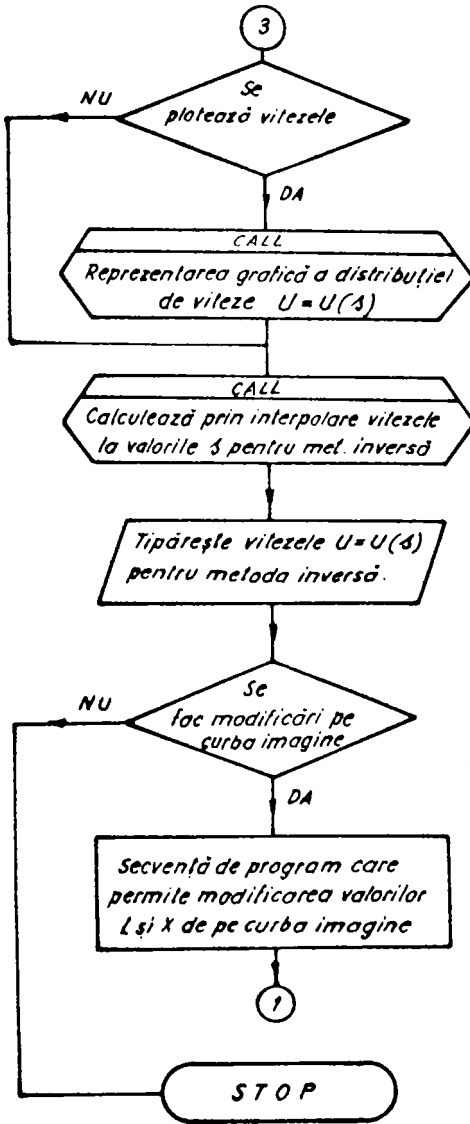 3
Se
plotează vitezele
NU
DA
CALL
Reprezentarea grafică a distribuției
de viteze U = U(s)
CALL
Calculează prin interpolare vitezele
la valorile s pentru met. inversă
Tipărește vitezele U = U(s)
pentru metoda inversă.
NU
Se
fac modificări pe
curba imagine
DA
Secvență de program care
permite modificarea valorilor
L și X de pe curba imagine
1
STOP